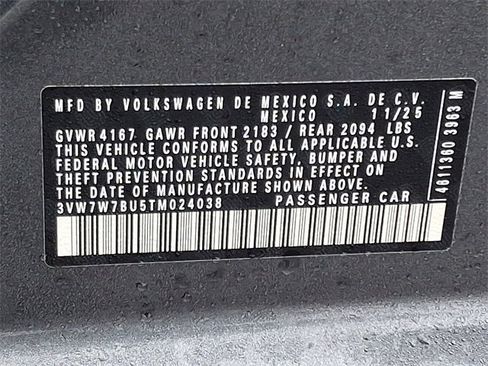 MFD BY VOLKSWAGEN DE MEXICO S.A. DE C.V.
MEXICO 11/25
GVWR 4167 GAWR FRONT 2183 / REAR 2094 LBS
THIS VEHICLE CONFORMS TO ALL APPLICABLE
FEDERAL MOTOR VEHICLE SAFETY, BUMPER AND
THEFT PREVENTION STANDARDS IN EFFECT ON
THE DATE OF MANUFACTURE SHOWN ABOVE.
3VW7W7BU5TM024038 PASSENGER CAR
4611360 3963 M